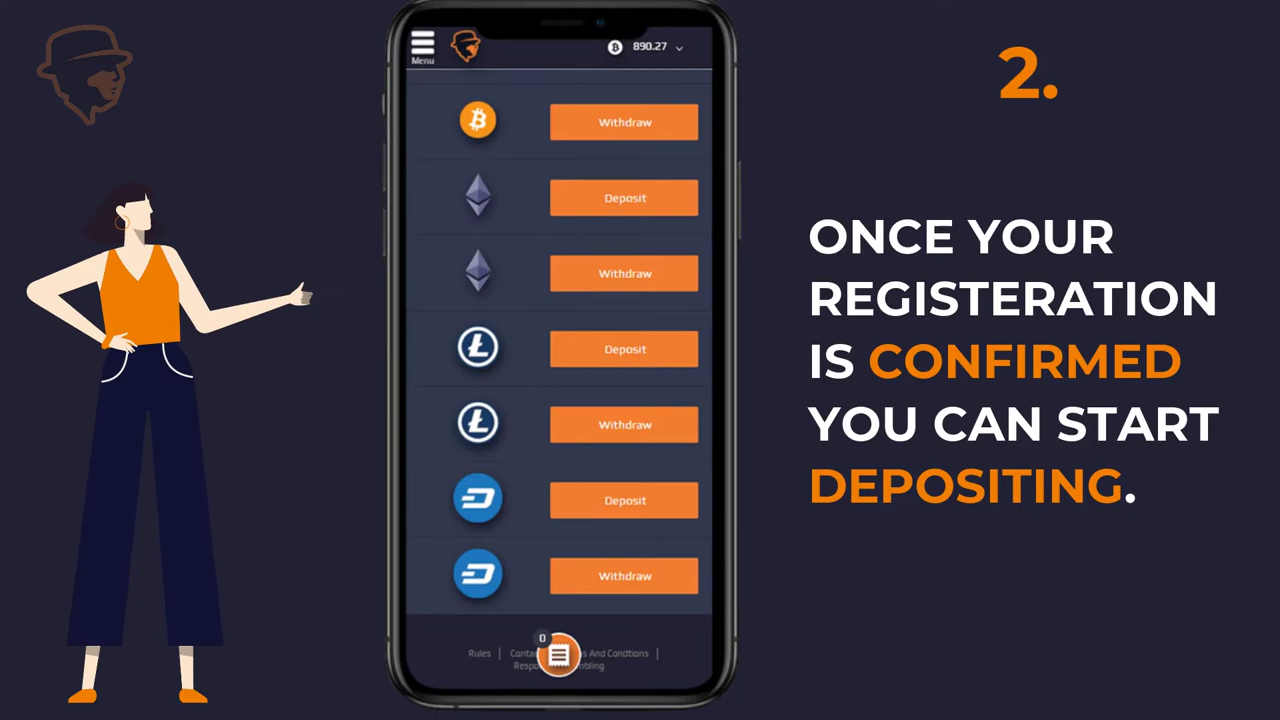 Menu
890.27
Withdraw
Deposit
Withdraw
Deposit
Withdraw
Deposit
Withdraw
0
Rules
2.
ONCE YOUR
REGISTERATION
IS CONFIRMED
YOU CAN START
DEPOSITING.